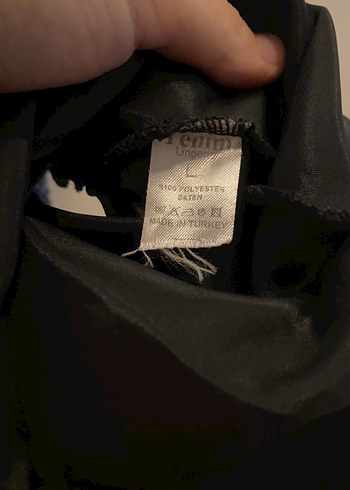 Lingerie
L
%100 POLYESTER
SATEN
MADE IN TURKEY